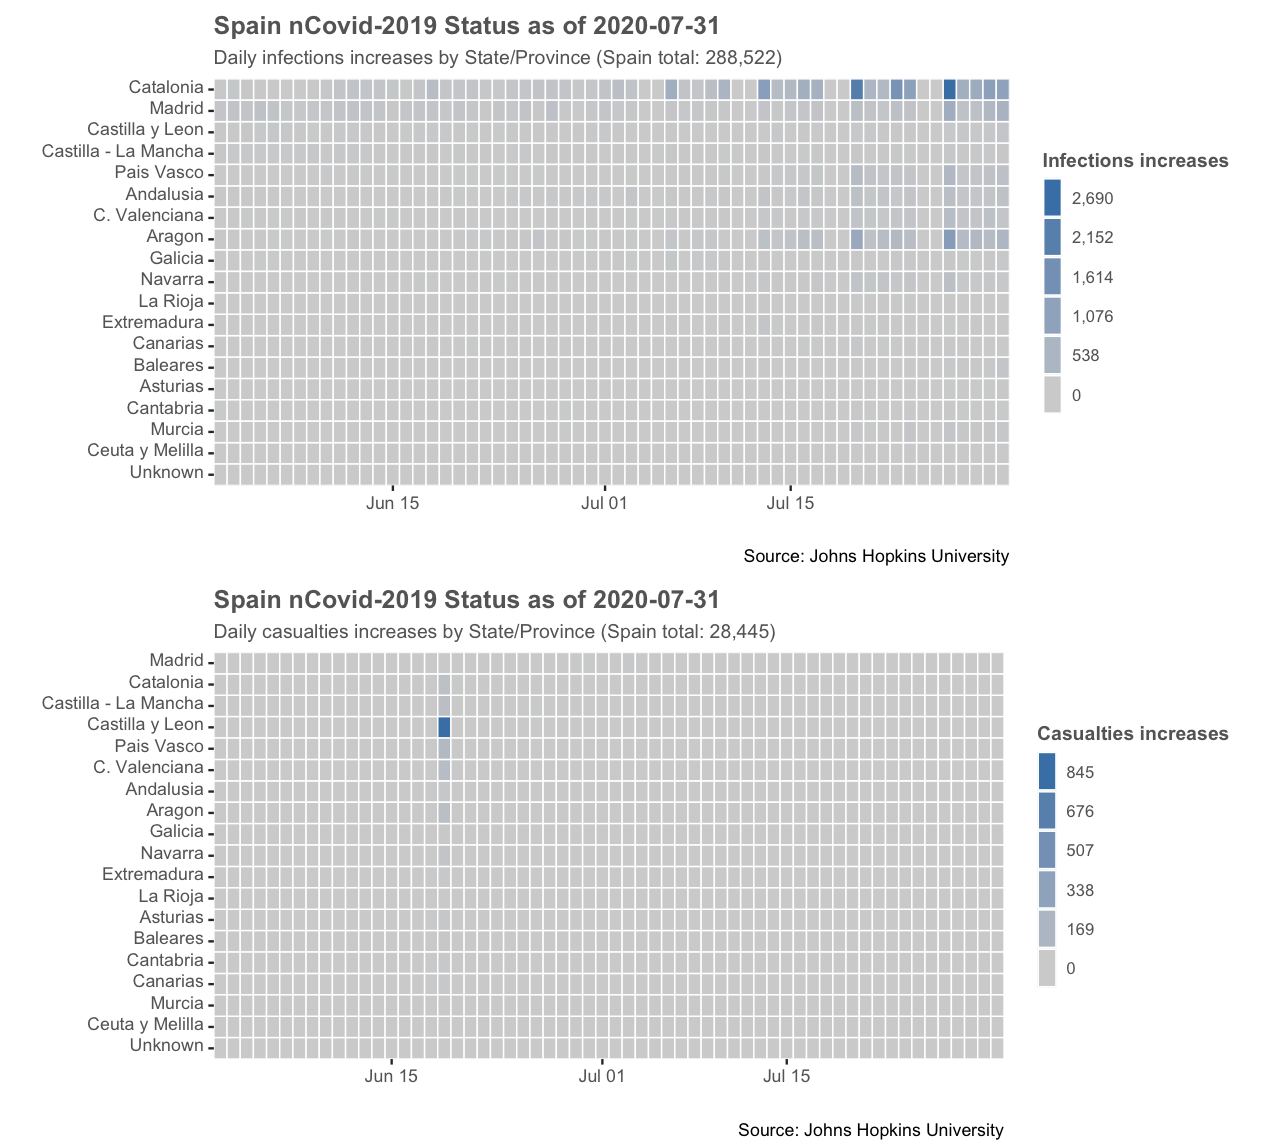 Spain nCovid-2019 Status as of 2020-07-31
Daily infections increases by State/Province (Spain total: 288,522)
Catalonia
Madrid
Castilla y Leon
Castilla - La Mancha
Pais Vasco
Andalusia
C. Valenciana
Aragon
Galicia
Navarra
La Rioja
Extremadura
Canarias
Baleares
Asturias
Cantabria
Murcia
Ceuta y Melilla
Unknown
Jun 15
Jul 01
Jul 15
Infections increases
2,690
2,152
1,614
1,076
538
0
Source: Johns Hopkins University
Spain nCovid-2019 Status as of 2020-07-31
Daily casualties increases by State/Province (Spain total: 28,445)
Madrid
Catalonia
Castilla - La Mancha
Castilla y Leon
Pais Vasco
C. Valenciana
Andalusia
Aragon
Galicia
Navarra
Extremadura
La Rioja
Asturias
Baleares
Cantabria
Canarias
Murcia
Ceuta y Melilla
Unknown
Jun 15
Jul 01
Jul 15
Casualties increases
845
676
507
338
169
0
Source: Johns Hopkins University